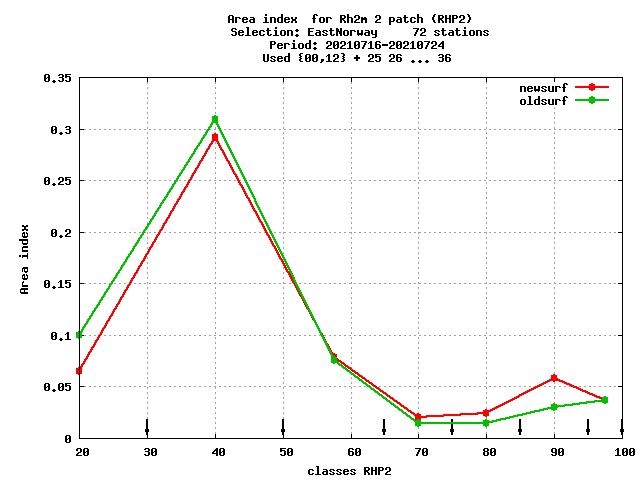 Area index  for Rh2m 2 patch (RHP2)
Selection: EastNorway     72 stations
Period: 20210716-20210724
Used {00,12} + 25 26 ... 36
newsurf
oldsurf
0.35
0.3
0.25
0.2
0.15
0.1
0.05
0
Area index
20 30 40 50 60 70 80 90 100
classes RHP2